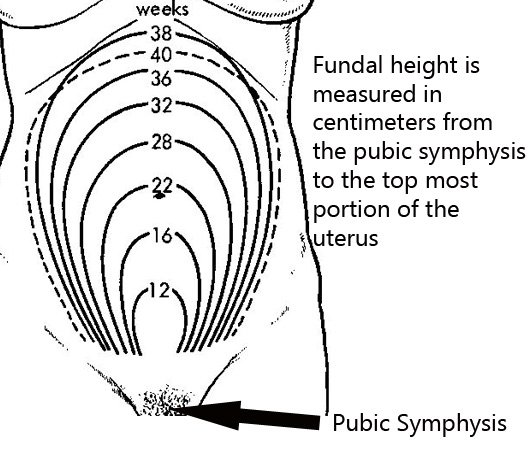 weeks
38
40
36
32
28
22
16
12
Fundal height is
measured in
centimeters from
the pubic symphysis
to the top most
portion of the
uterus
Pubic Symphysis